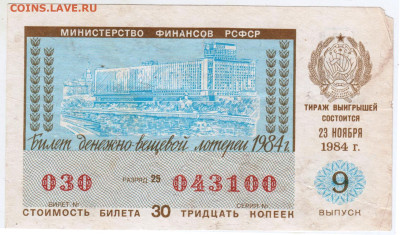 COINS.LAVE.RU
МИНИСТЕРСТВО ФИНАНСОВ РСФСР
ТИРАЖ ВЫИГРЫШЕЙ
СОСТОИТСЯ
23 НОЯБРЯ
1984 г.
Билет денежно-вещевой лотереи 1984 г.
030 РАЗРЯД 25 043100
9
БИЛЕТ № СЕРИЯ №
СТОИМОСТЬ БИЛЕТА 30 ТРИДЦАТЬ КОПЕЕК
ВЫПУСК